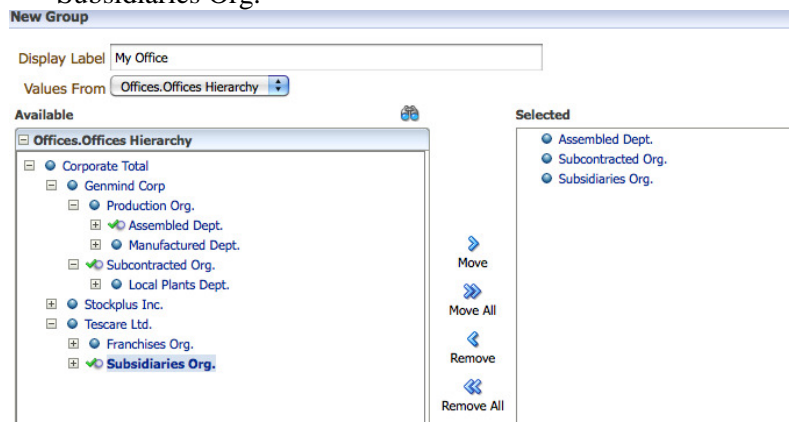 Subsidiaries Org.
New Group
Display Label My Office
Values From Offices.Offices Hierarchy
Available
Selected
Offices.Offices Hierarchy
Corporate Total
Genmind Corp
Production Org.
Assembled Dept.
Manufactured Dept.
Subcontracted Org.
Local Plants Dept.
Stockplus Inc.
Tescare Ltd.
Franchises Org.
Subsidiaries Org.
Move
Move All
Remove
Remove All
Assembled Dept.
Subcontracted Org.
Subsidiaries Org.